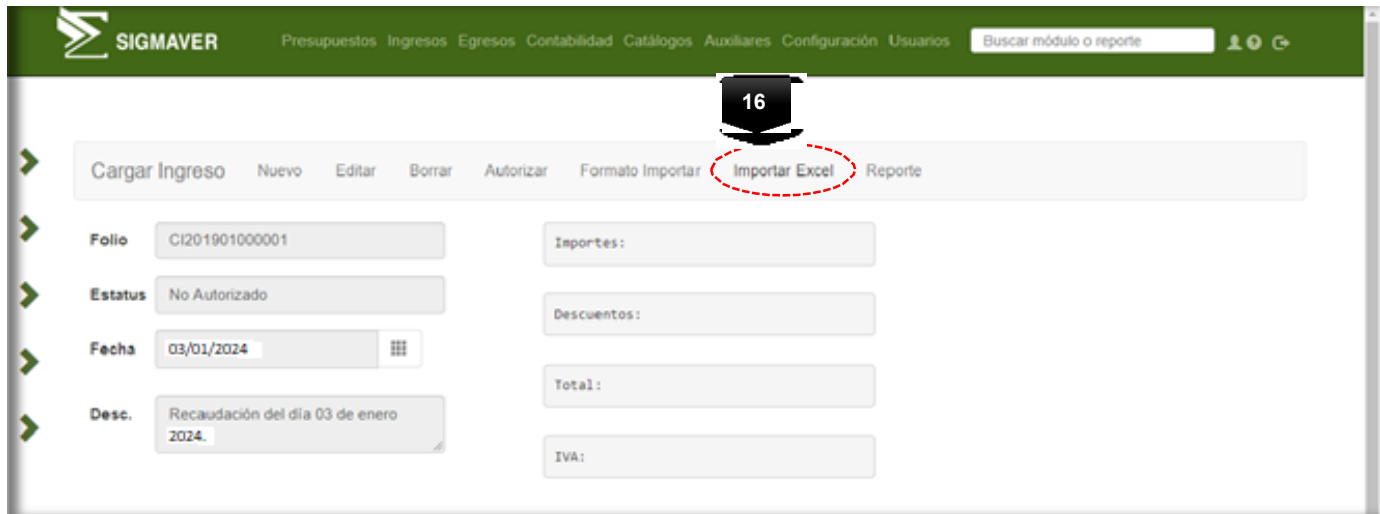 SIGMAVER Presupuestos Ingresos Egresos Contabilidad Catálogos Auxiliares Configuración Usuarios Buscar módulo o reporte
16
Cargar Ingreso Nuevo Editar Borrar Autorizar Formato Importar Importar Excel Reporte
Folio CI201901000001
Importes:
Estatus No Autorizado
Descuentos:
Fecha 03/01/2024
Total:
Desc. Recaudación del día 03 de enero
2024.
IVA: